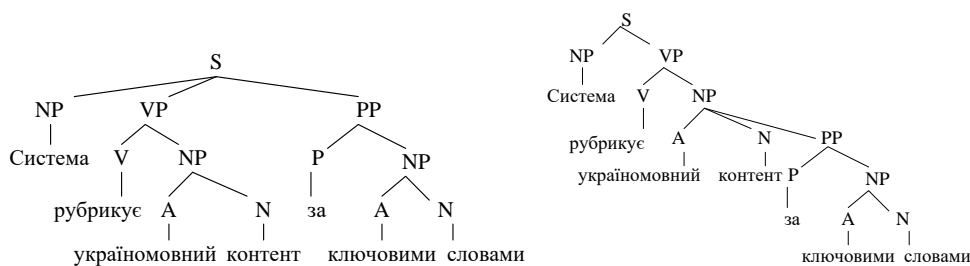 S
NP VP PP
Система V NP P NP
рубрикує A N за A N
україномовний контент ключовими словами
S
NP VP
Система V NP
рубрикує A N PP
україномовний контент P NP
за A N
ключовими словами